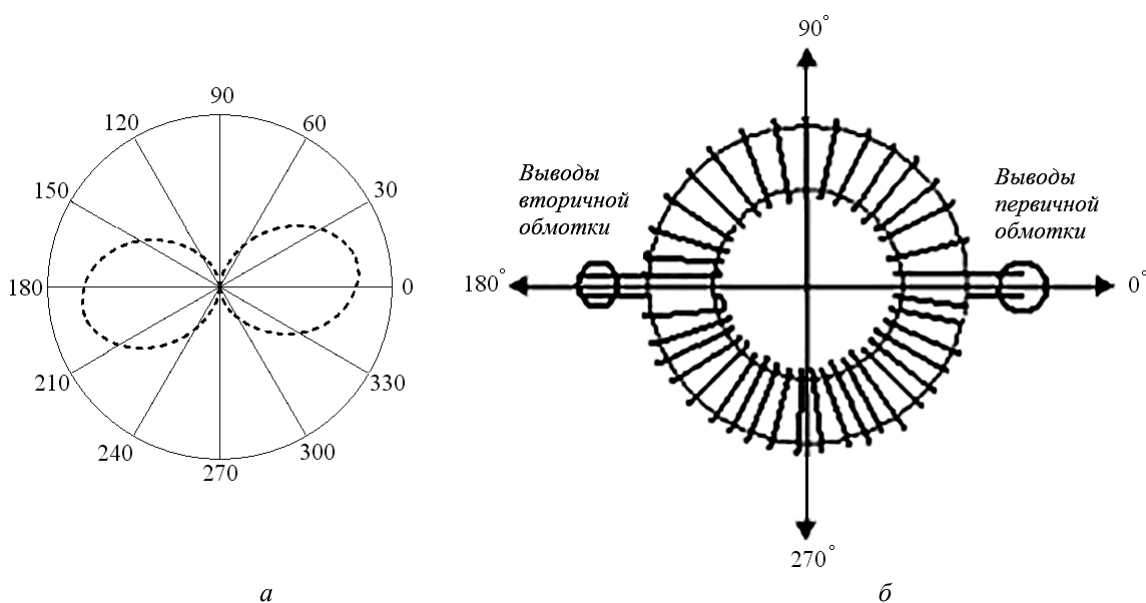 90
120
60
150
30
180
0
210
330
240
300
270
а
90°
Выводы
вторичной
обмотки
Выводы
первичной
обмотки
180°
0°
270°
б